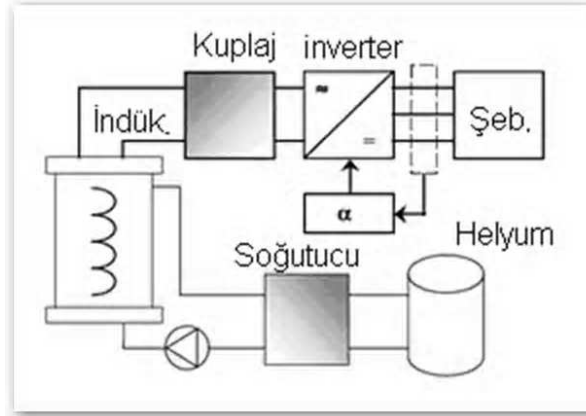 Kuplaj
inverter
İndük.
≈
=
Şeb.
α
Soğutucu
Helyum